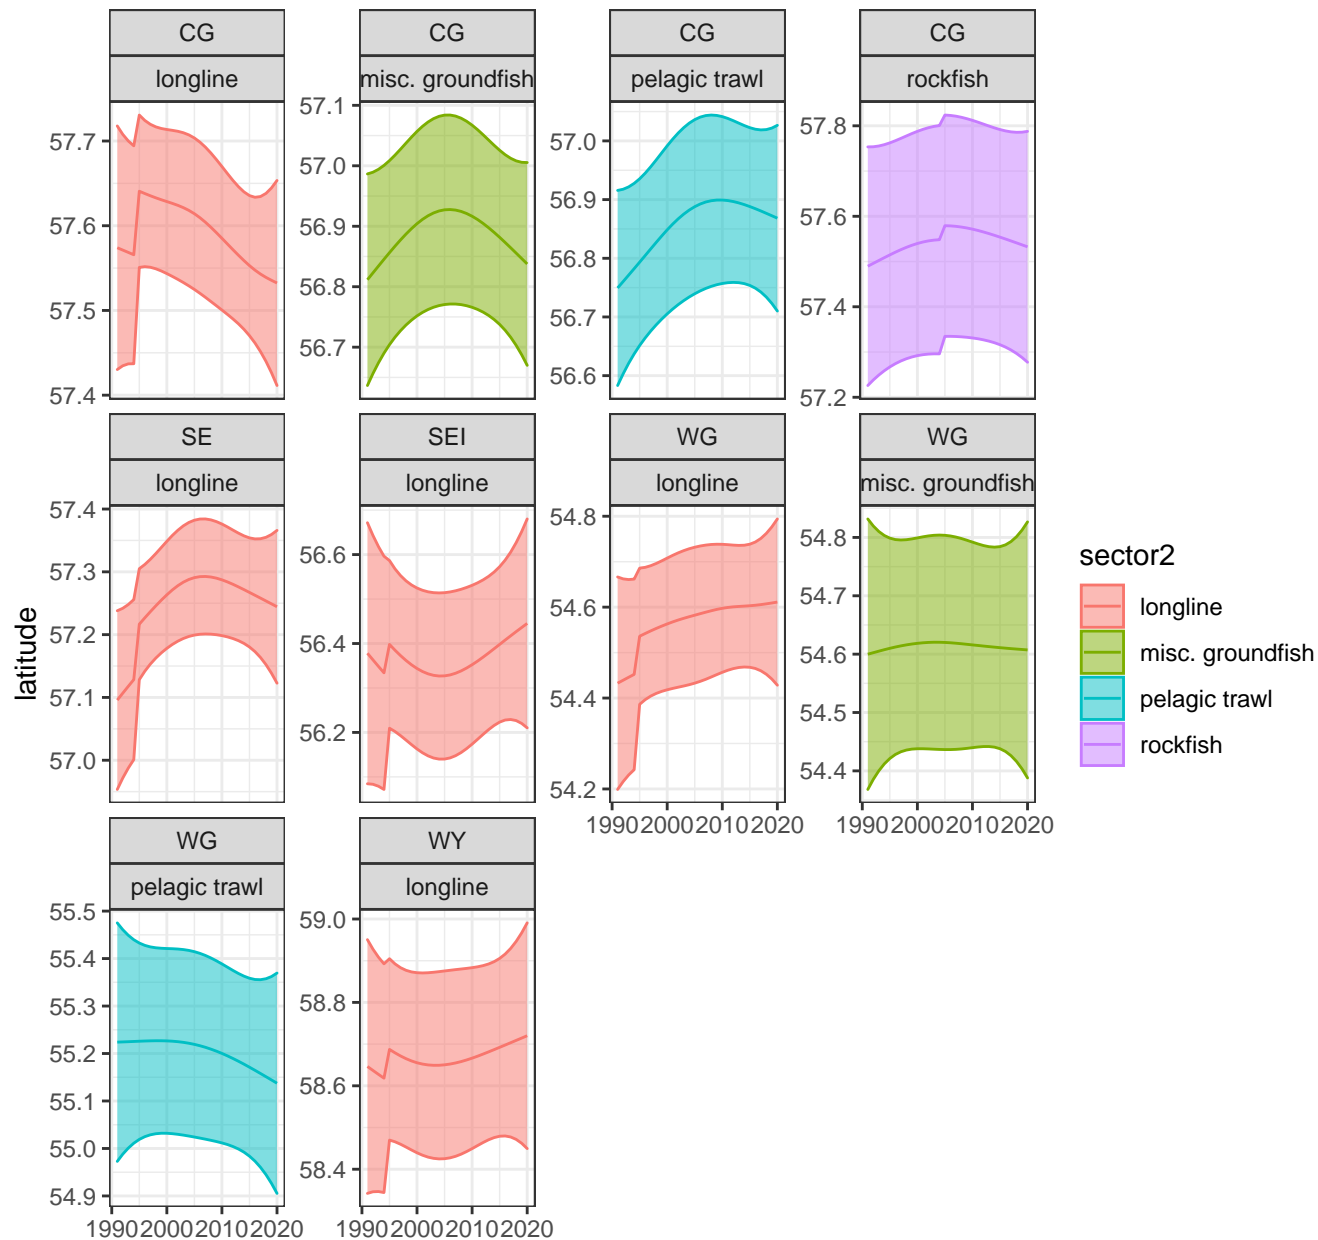 CG
CG
CG
CG
longline
misc. groundfish
pelagic trawl
rockfish
57.7
57.6
57.5
57.4
57.1
57.0
56.9
56.8
56.7
57.0
56.9
56.8
56.7
56.6
57.8
57.6
57.4
57.2
SE
SEI
WG
WG
longline
longline
longline
misc. groundfish
57.4
57.3
57.2
57.1
57.0
56.6
56.4
56.2
54.8
54.6
54.4
54.2
54.8
54.7
54.6
54.5
54.4
1990 2000 2010 2020
1990 2000 2010 2020
WG
WY
pelagic trawl
longline
55.5
55.4
55.3
55.2
55.1
55.0
54.9
59.0
58.8
58.6
58.4
1990 2000 2010 2020
1990 2000 2010 2020
latitude
sector2
longline
misc. groundfish
pelagic trawl
rockfish